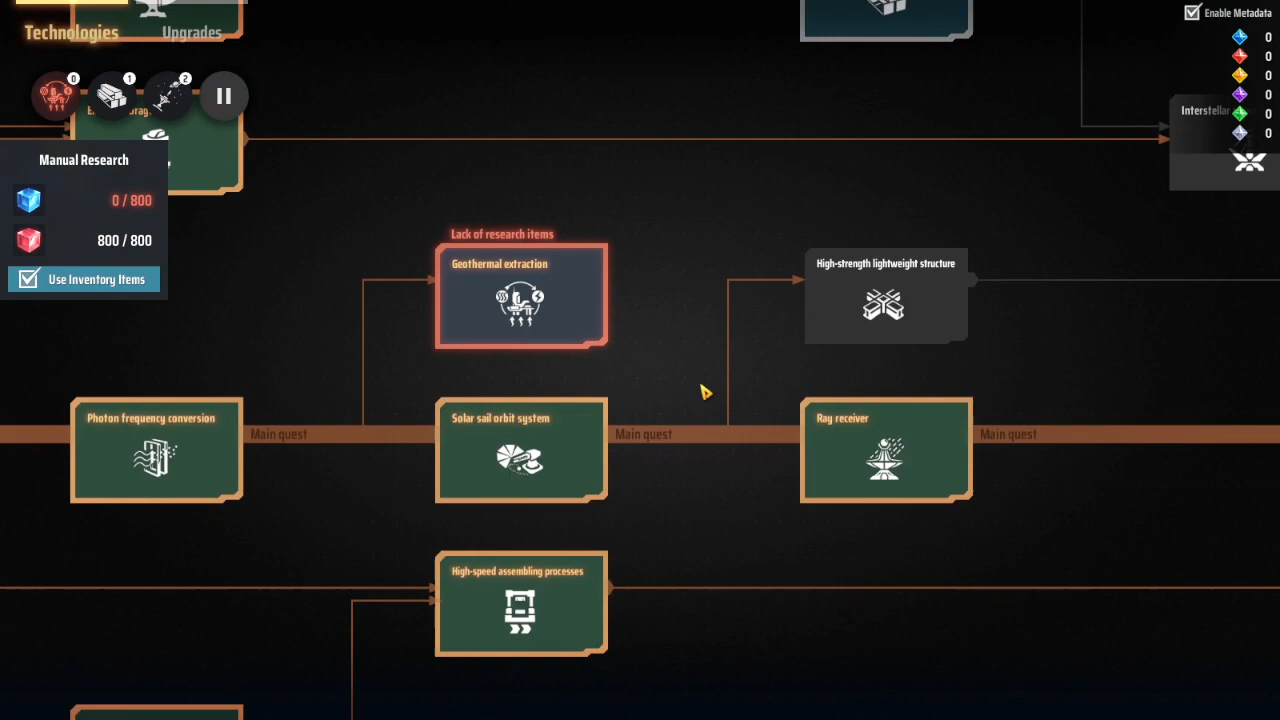 Technologies
Upgrades
Enable Metadata
0
0
0
0
0
0
0
1
2
Interstellar
Manual Research
0 / 800
800 / 800
Use Inventory Items
Lack of research items
Geothermal extraction
High-strength lightweight structure
Photon frequency conversion
Main quest
Solar sail orbit system
Main quest
Ray receiver
Main quest
High-speed assembling processes